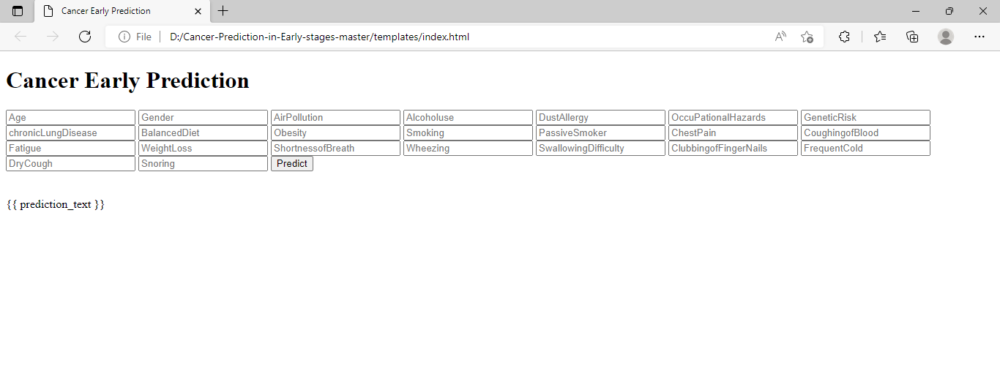 Cancer Early Prediction
File D:/Cancer-Prediction-in-Early-stages-master/templates/index.html A
Cancer Early Prediction
Age Gender AirPollution Alcoholuse DustAllergy OccuPationalHazards GeneticRisk
chronicLungDisease BalancedDiet Obesity Smoking PassiveSmoker ChestPain CoughingofBlood
Fatigue WeightLoss ShortnessofBreath Wheezing SwallowingDifficulty ClubbingofFingerNails FrequentCold
DryCough Snoring Predict
{{ prediction_text }}